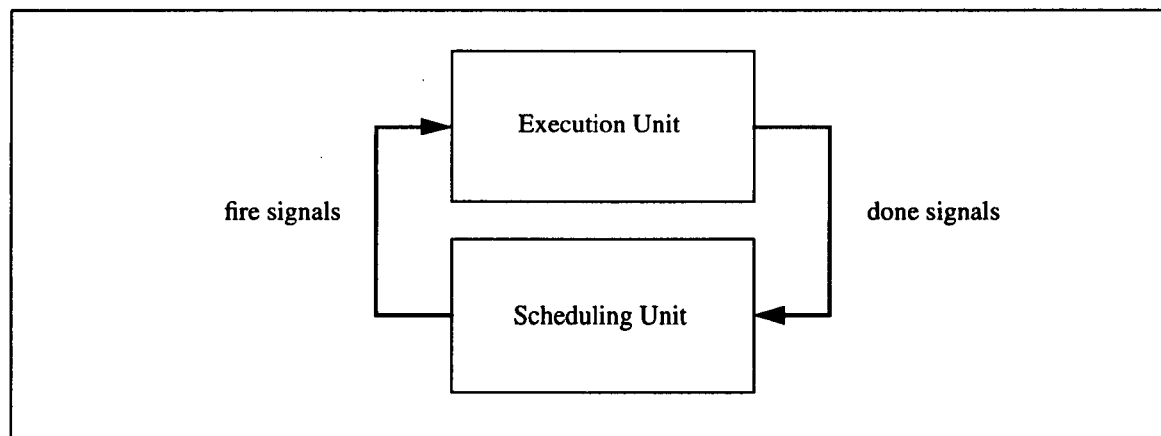 Execution Unit
fire signals
done signals
Scheduling Unit